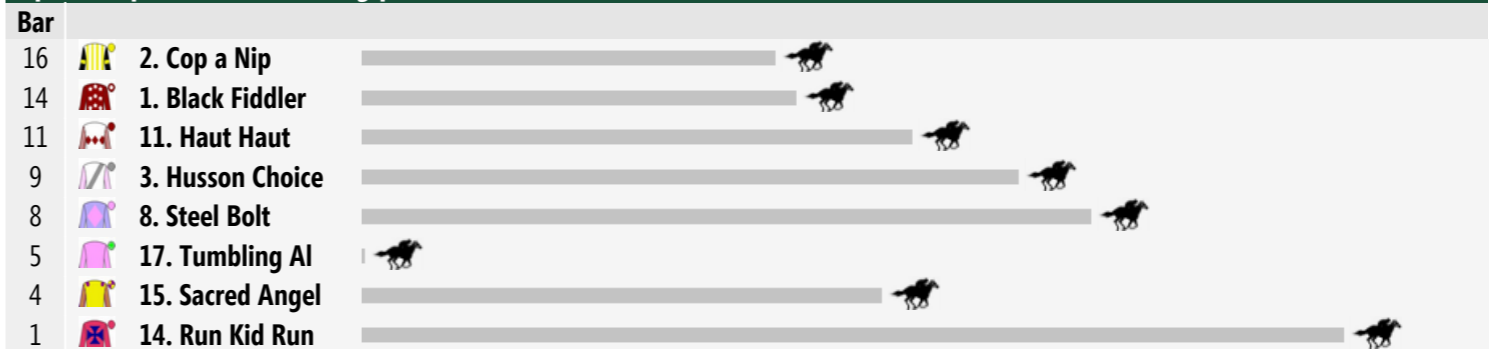 Bar
16 2. Cop a Nip
14 1. Black Fiddler
11 11. Haut Haut
9 3. Husson Choice
8 8. Steel Bolt
5 17. Tumbling Al
4 15. Sacred Angel
1 14. Run Kid Run